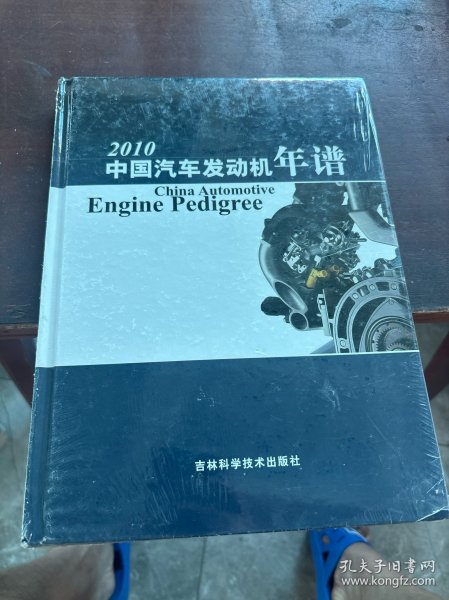 2010
中国汽车发动机年谱
China Automotive
Engine Pedigree
吉林科学技术出版社
孔夫子旧书网
www.kongfz.com